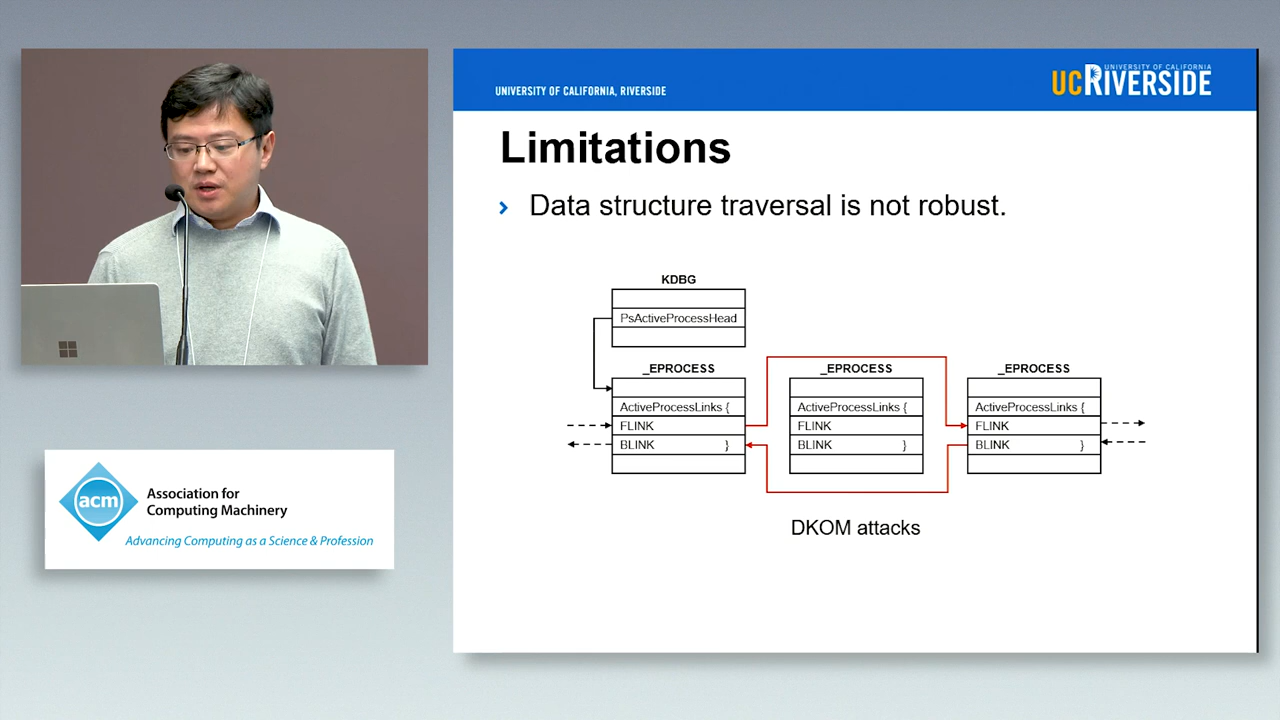 UNIVERSITY OF CALIFORNIA, RIVERSIDE
UNIVERSITY OF CALIFORNIA
UCRIVERSIDE
Limitations
Data structure traversal is not robust.
KDBG
PsActiveProcessHead
_EPROCESS
ActiveProcessLinks {
FLINK
BLINK }
_EPROCESS
ActiveProcessLinks {
FLINK
BLINK }
_EPROCESS
ActiveProcessLinks {
FLINK
BLINK }
DKOM attacks
acm
Association for
Computing Machinery
Advancing Computing as a Science & Profession